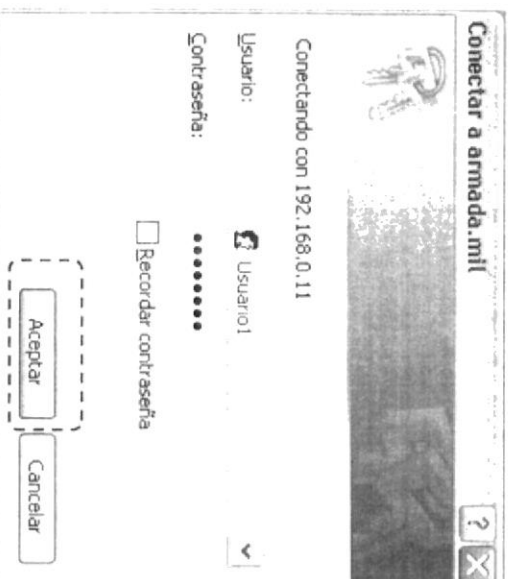 Conectar a armada.mil
Conectando con 192.168.0.11
Usuario: Usuario1
Contraseña: •••••••••
Recordar contraseña
Aceptar Cancelar